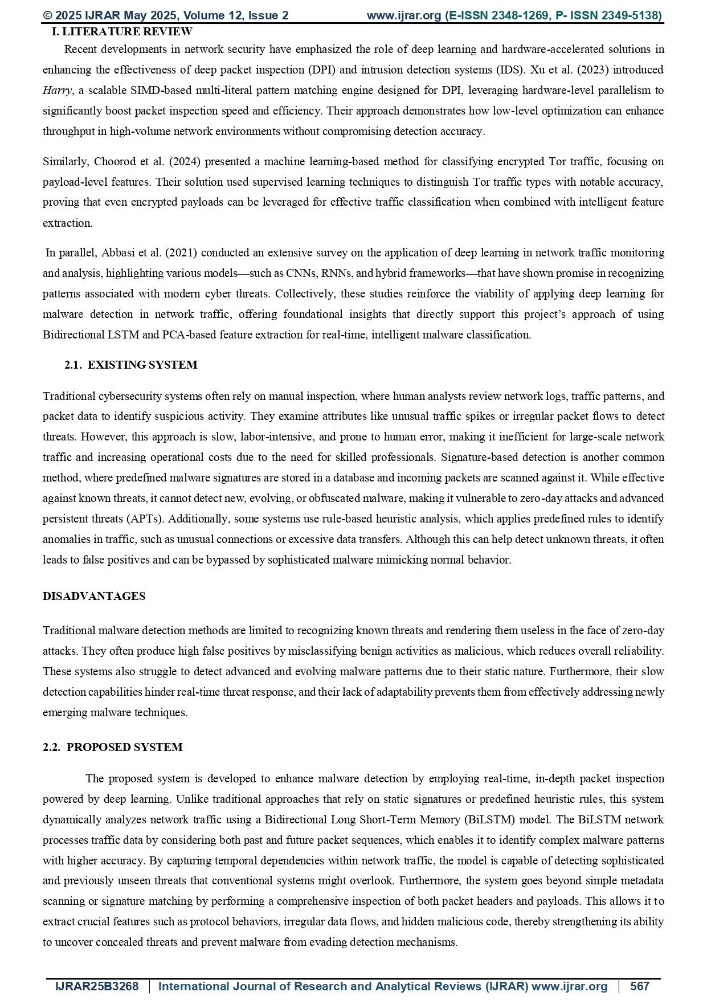 © 2025 IJRAR May 2025, Volume 12, Issue 2 www.ijrar.org (E-ISSN 2348-1269, P- ISSN 2349-5138)
I. LITERATURE REVIEW
Recent developments in network security have emphasized the role of deep learning and hardware-accelerated solutions in
enhancing the effectiveness of deep packet inspection (DPI) and intrusion detection systems (IDS). Xu et al. (2023) introduced
Harry, a scalable SIMD-based multi-literal pattern matching engine designed for DPI, leveraging hardware-level parallelism to
significantly boost packet inspection speed and efficiency. Their approach demonstrates how low-level optimization can enhance
throughput in high-volume network environments without compromising detection accuracy.
Similarly, Choorod et al. (2024) presented a machine learning-based method for classifying encrypted Tor traffic, focusing on
payload-level features. Their solution used supervised learning techniques to distinguish Tor traffic types with notable accuracy,
proving that even encrypted payloads can be leveraged for effective traffic classification when combined with intelligent feature
extraction.
In parallel, Abbasi et al. (2021) conducted an extensive survey on the application of deep learning in network traffic monitoring
and analysis, highlighting various models—such as CNNs, RNNs, and hybrid frameworks—that have shown promise in recognizing
patterns associated with modern cyber threats. Collectively, these studies reinforce the viability of applying deep learning for
malware detection in network traffic, offering foundational insights that directly support this project’s approach of using
Bidirectional LSTM and PCA-based feature extraction for real-time, intelligent malware classification.
2.1. EXISTING SYSTEM
Traditional cybersecurity systems often rely on manual inspection, where human analysts review network logs, traffic patterns, and
packet data to identify suspicious activity. They examine attributes like unusual traffic spikes or irregular packet flows to detect
threats. However, this approach is slow, labor-intensive, and prone to human error, making it inefficient for large-scale network
traffic and increasing operational costs due to the need for skilled professionals. Signature-based detection is another common
method, where predefined malware signatures are stored in a database and incoming packets are scanned against it. While effective
against known threats, it cannot detect new, evolving, or obfuscated malware, making it vulnerable to zero-day attacks and advanced
persistent threats (APTs). Additionally, some systems use rule-based heuristic analysis, which applies predefined rules to identify
anomalies in traffic, such as unusual connections or excessive data transfers. Although this can help detect unknown threats, it often
leads to false positives and can be bypassed by sophisticated malware mimicking normal behavior.
DISADVANTAGES
Traditional malware detection methods are limited to recognizing known threats and rendering them useless in the face of zero-day
attacks. They often produce high false positives by misclassifying benign activities as malicious, which reduces overall reliability.
These systems also struggle to detect advanced and evolving malware patterns due to their static nature. Furthermore, their slow
detection capabilities hinder real-time threat response, and their lack of adaptability prevents them from effectively addressing newly
emerging malware techniques.
2.2. PROPOSED SYSTEM
The proposed system is developed to enhance malware detection by employing real-time, in-depth packet inspection
powered by deep learning. Unlike traditional approaches that rely on static signatures or predefined heuristic rules, this system
dynamically analyzes network traffic using a Bidirectional Long Short-Term Memory (BiLSTM) model. The BiLSTM network
processes traffic data by considering both past and future packet sequences, which enables it to identify complex malware patterns
with higher accuracy. By capturing temporal dependencies within network traffic, the model is capable of detecting sophisticated
and previously unseen threats that conventional systems might overlook. Furthermore, the system goes beyond simple metadata
scanning or signature matching by performing a comprehensive inspection of both packet headers and payloads. This allows it to
extract crucial features such as protocol behaviors, irregular data flows, and hidden malicious code, thereby strengthening its ability
to uncover concealed threats and prevent malware from evading detection mechanisms.
IJRAR25B3268 International Journal of Research and Analytical Reviews (IJRAR) www.ijrar.org 567